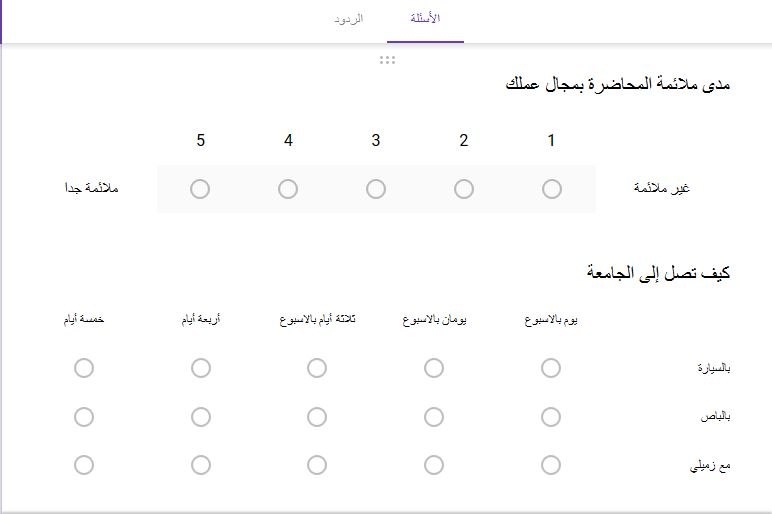 الأسئلة الردود
مدى ملائمة المحاضرة بمجال عملك
1 2 3 4 5
غير ملائمة ملائمة جدا
كيف تصل إلى الجامعة
يوم بالاسبوع يومان بالاسبوع ثلاثة أيام بالاسبوع أربعة أيام خمسة أيام
بالسيارة
بالباص
مع زميلي